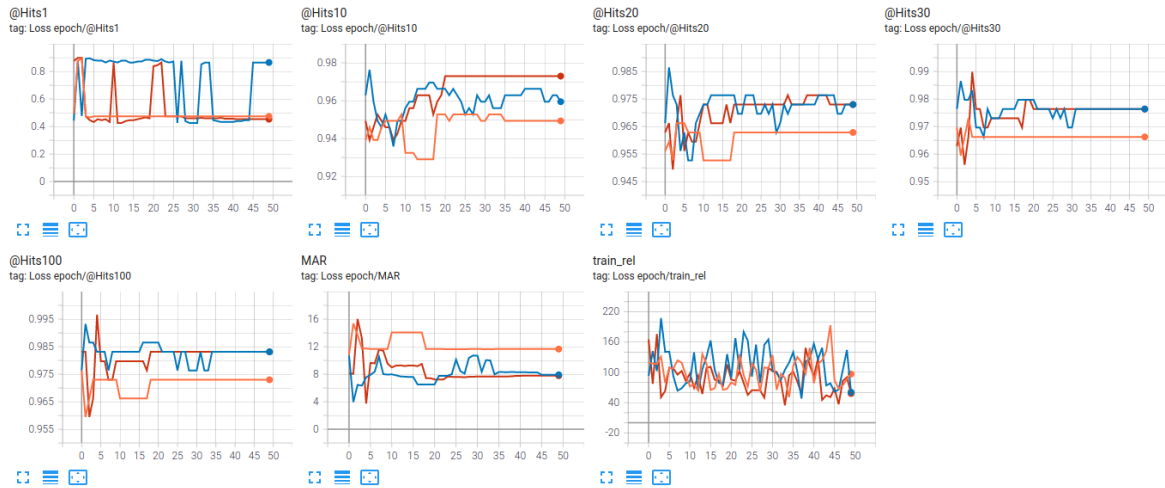 @Hits1
tag: Loss epoch/@Hits1
0.8
0.6
0.4
0.2
0
0 5 10 15 20 25 30 35 40 45 50
@Hits10
tag: Loss epoch/@Hits10
0.98
0.96
0.94
0.92
0 5 10 15 20 25 30 35 40 45 50
@Hits20
tag: Loss epoch/@Hits20
0.985
0.975
0.965
0.955
0.945
0 5 10 15 20 25 30 35 40 45 50
@Hits30
tag: Loss epoch/@Hits30
0.99
0.98
0.97
0.96
0.95
0 5 10 15 20 25 30 35 40 45 50
@Hits100
tag: Loss epoch/@Hits100
0.995
0.985
0.975
0.965
0.955
0 5 10 15 20 25 30 35 40 45 50
MAR
tag: Loss epoch/MAR
16
12
8
4
0
0 5 10 15 20 25 30 35 40 45 50
train_rel
tag: Loss epoch/train_rel
220
160
100
40
-20
0 5 10 15 20 25 30 35 40 45 50